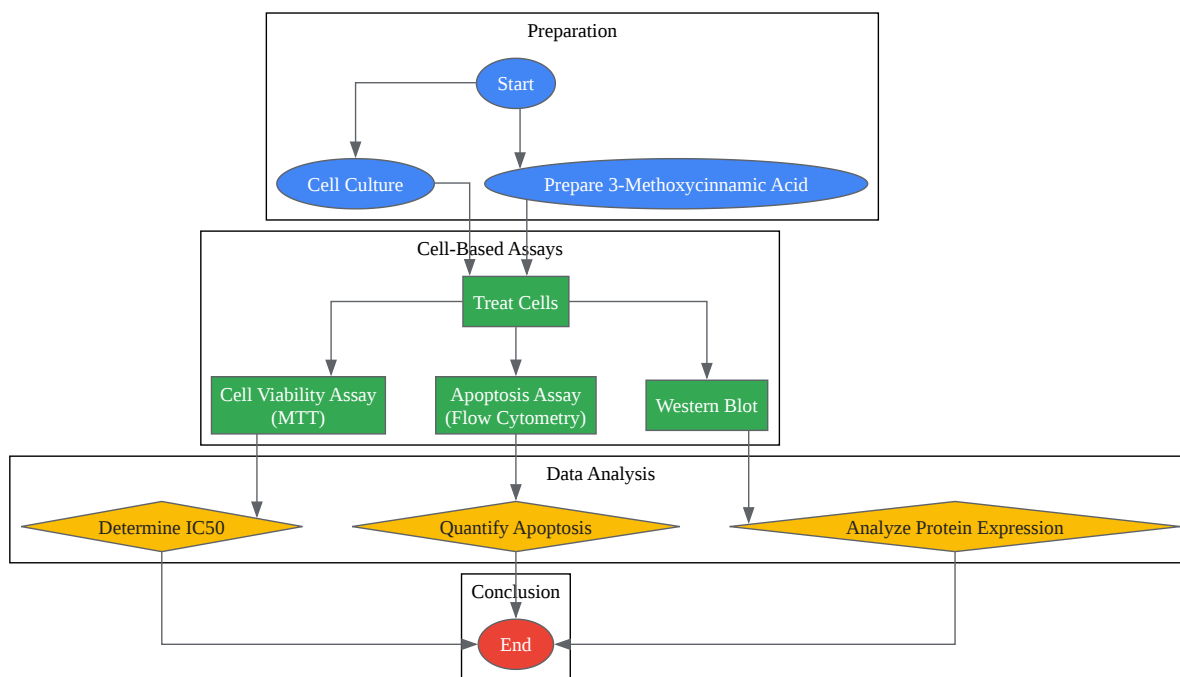 Preparation
Start
Cell Culture
Prepare 3-Methoxycinnamic Acid
Cell-Based Assays
Treat Cells
Cell Viability Assay
(MTT)
Apoptosis Assay
(Flow Cytometry)
Western Blot
Data Analysis
Determine IC50
Quantify Apoptosis
Analyze Protein Expression
Conclusion
End